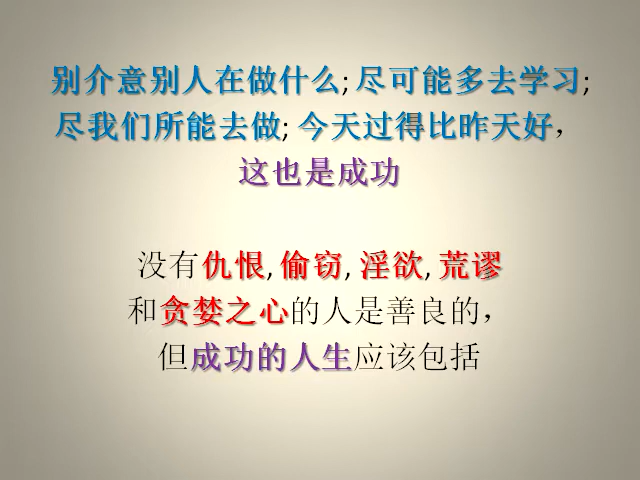 别介意别人在做什么; 尽可能多去学习;
尽我们所能去做; 今天过得比昨天好，
这也是成功
没有仇恨, 偷窃, 淫欲, 荒谬
和贪婪之心的人是善良的，
但成功的人生应该包括